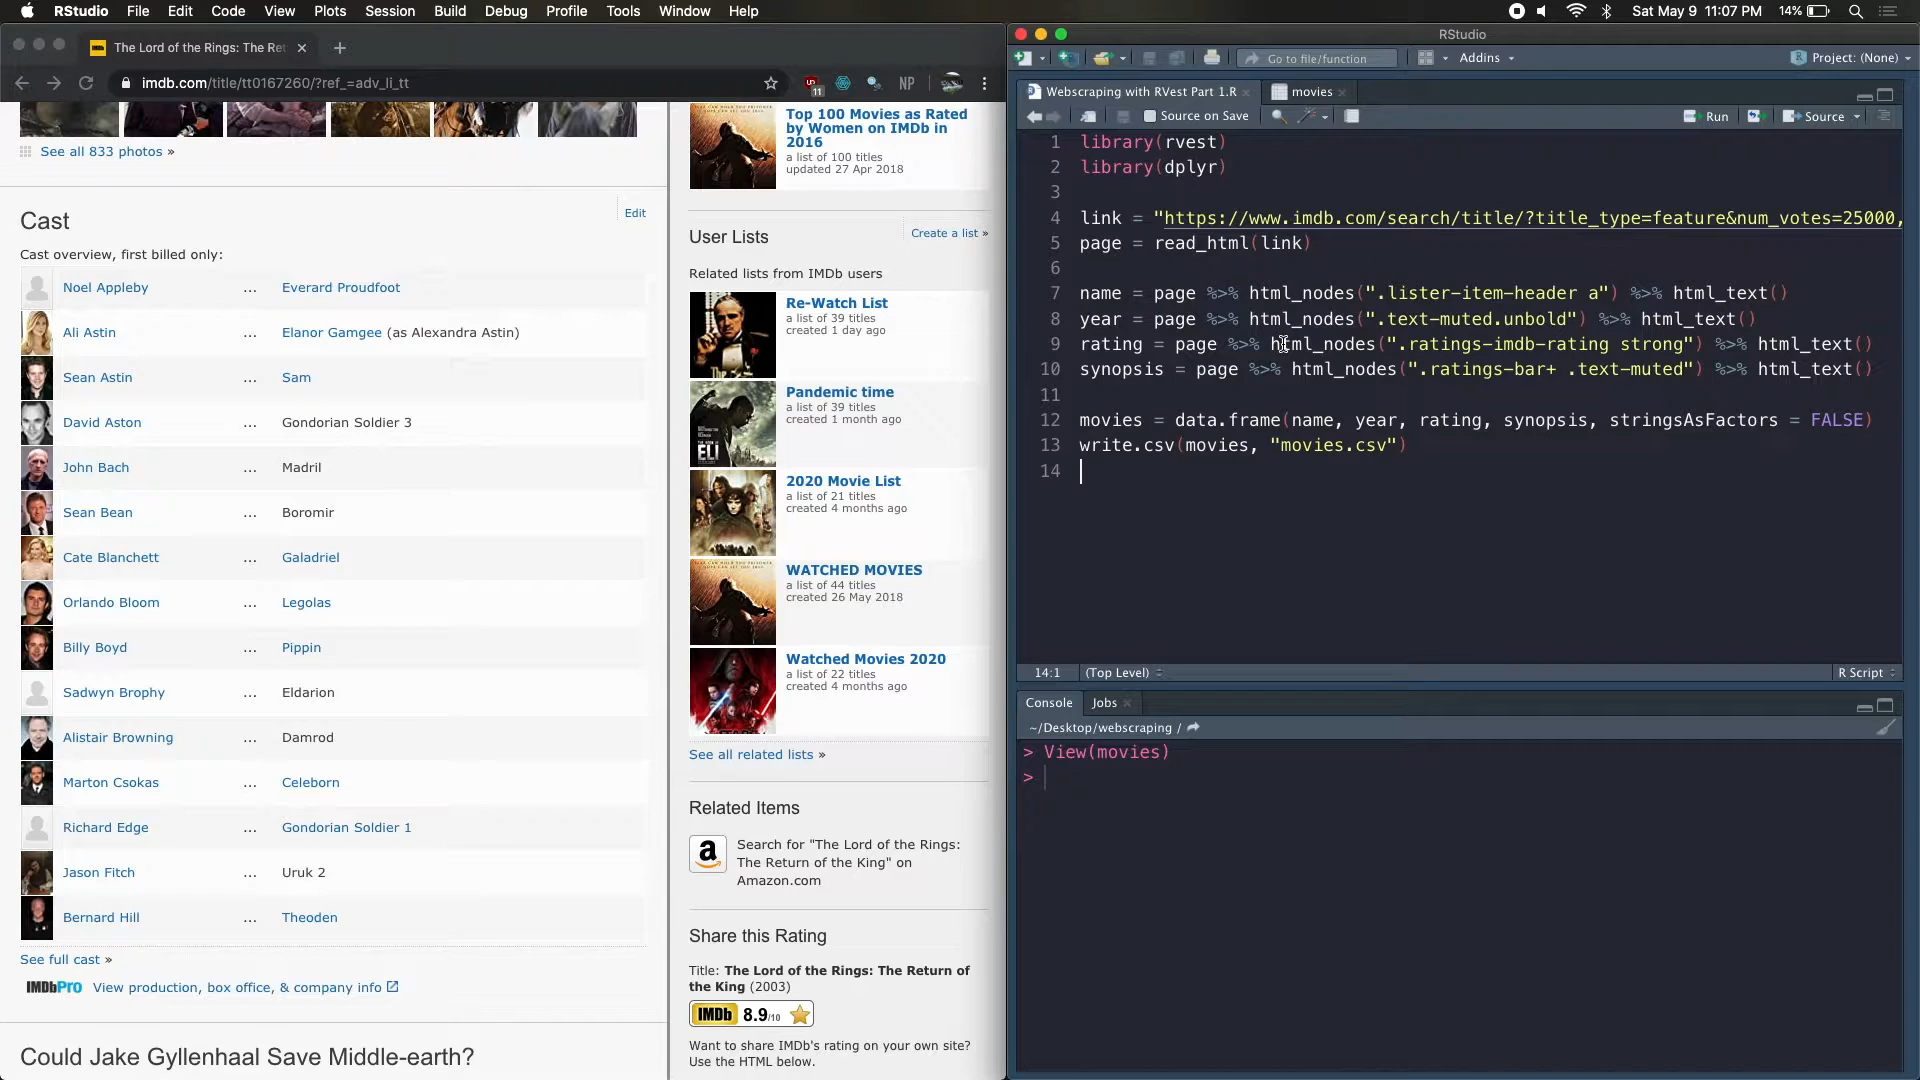 RStudio File Edit Code View Plots Session Build Debug Profile Tools Window Help
Sat May 9 11:07 PM 14%
The Lord of the Rings: The Ret
imdb.com/title/tt0167260/?ref_=adv_li_tt
11
NP
See all 833 photos »
Cast
Edit
Cast overview, first billed only:
Noel Appleby ... Everard Proudfoot
Ali Astin ... Elanor Gamgee (as Alexandra Astin)
Sean Astin ... Sam
David Aston ... Gondorian Soldier 3
John Bach ... Madril
Sean Bean ... Boromir
Cate Blanchett ... Galadriel
Orlando Bloom ... Legolas
Billy Boyd ... Pippin
Sadwyn Brophy ... Eldarion
Alistair Browning ... Damrod
Marton Csokas ... Celeborn
Richard Edge ... Gondorian Soldier 1
Jason Fitch ... Uruk 2
Bernard Hill ... Theoden
See full cast »
IMDbPro View production, box office, & company info
Could Jake Gyllenhaal Save Middle-earth?
Top 100 Movies as Rated
by Women on IMDb in
2016
a list of 100 titles
updated 27 Apr 2018
User Lists
Create a list »
Related lists from IMDb users
Re-Watch List
a list of 39 titles
created 1 day ago
Pandemic time
a list of 39 titles
created 1 month ago
ELI
2020 Movie List
a list of 21 titles
created 4 months ago
WATCHED MOVIES
a list of 44 titles
created 26 May 2018
Watched Movies 2020
a list of 22 titles
created 4 months ago
See all related lists »
Related Items
a
Search for "The Lord of the Rings:
The Return of the King" on
Amazon.com
Share this Rating
Title: The Lord of the Rings: The Return of
the King (2003)
IMDb 8.9/10
Want to share IMDb's rating on your own site?
Use the HTML below.
RStudio
Go to file/function
Addins
Project: (None)
Webscraping with RVest Part 1.R
movies
Source on Save
Run
Source
1 library(rvest)
2 library(dplyr)
3
4 link = "https://www.imdb.com/search/title/?title_type=feature&num_votes=25000,
5 page = read_html(link)
6
7 name = page %>% html_nodes(".lister-item-header a") %>% html_text()
8 year = page %>% html_nodes(".text-muted.unbold") %>% html_text()
9 rating = page %>% html_nodes(".ratings-imdb-rating strong") %>% html_text()
10 synopsis = page %>% html_nodes(".ratings-bar+ .text-muted") %>% html_text()
11
12 movies = data.frame(name, year, rating, synopsis, stringsAsFactors = FALSE)
13 write.csv(movies, "movies.csv")
14
14:1 (Top Level) R Script
Console Jobs
~/Desktop/webscraping/
> View(movies)
>